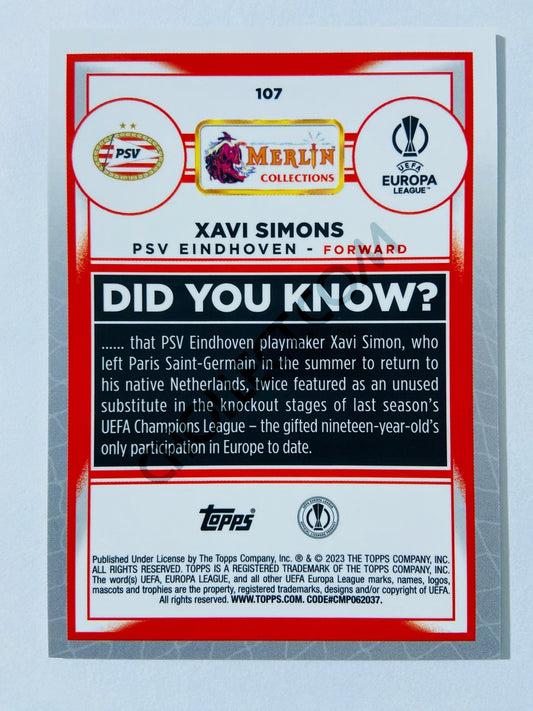 107
PSV
MERLIN
COLLECTIONS
UEFA
EUROPA
LEAGUE™
XAVI SIMONS
PSV EINDHOVEN - FORWARD
DID YOU KNOW?
...... that PSV Eindhoven playmaker Xavi Simon, who
left Paris Saint-Germain in the summer to return to
his native Netherlands, twice featured as an unused
substitute in the knockout stages of last season's
UEFA Champions League – the gifted nineteen-year-old's
only participation in Europe to date.
Topps
Published Under License by The Topps Company, Inc. ® & © 2023 THE TOPPS COMPANY, INC.
ALL RIGHTS RESERVED. TOPPS IS A REGISTERED TRADEMARK OF THE TOPPS COMPANY, INC.
The word(s) UEFA, EUROPA LEAGUE, and all other UEFA Europa League marks, names, logos,
mascots and trophies are the property, registered trademarks, designs and/or copyright of UEFA.
All rights reserved. WWW.TOPPS.COM. CODE#CMP062037.